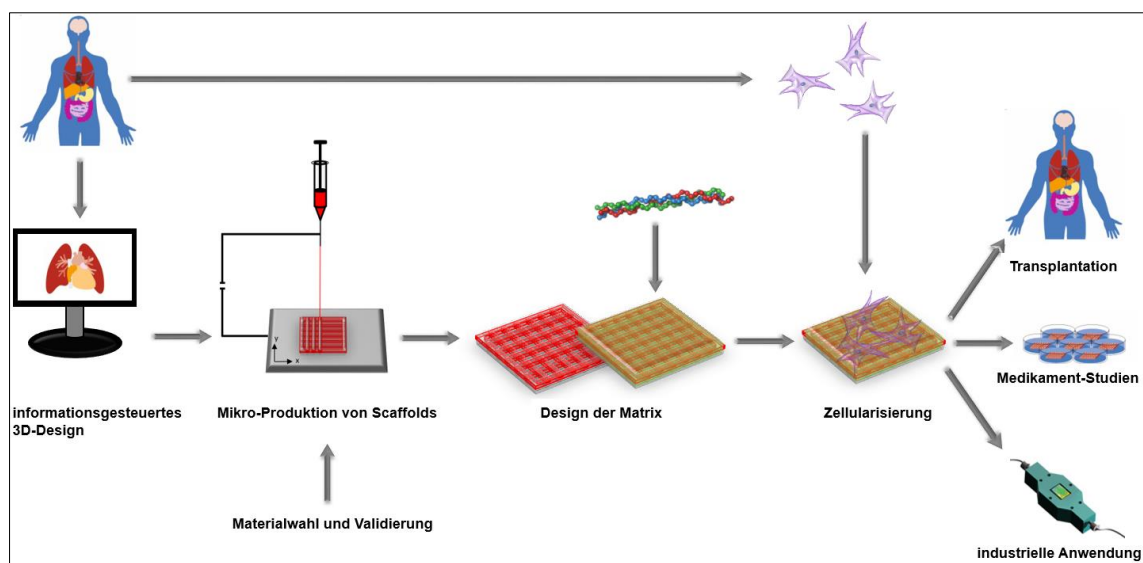 Transplantation
Medikament-Studien
informationsgesteuertes
3D-Design
Mikro-Produktion von Scaffolds
Y
X
Design der Matrix
Zellularisierung
Materialwahl und Validierung
industrielle Anwendung